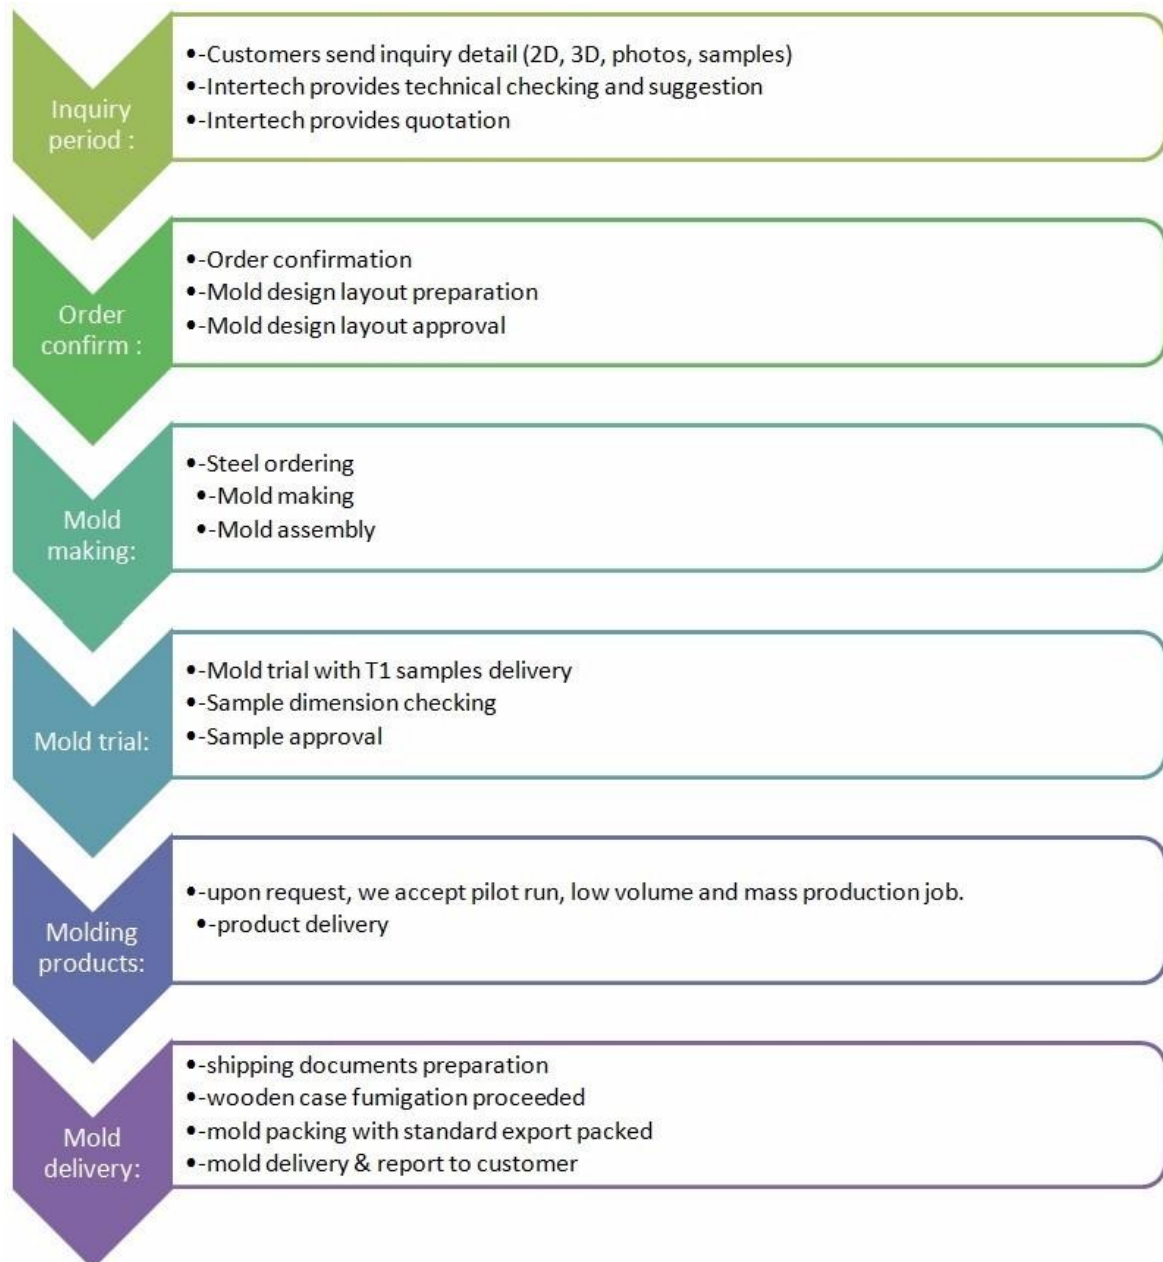 Inquiry
period :
•-Customers send inquiry detail (2D, 3D, photos, samples)
•-Intertech provides technical checking and suggestion
•-Intertech provides quotation
Order
confirm :
•-Order confirmation
•-Mold design layout preparation
•-Mold design layout approval
Mold
making:
•-Steel ordering
•-Mold making
•-Mold assembly
Mold trial:
•-Mold trial with T1 samples delivery
•-Sample dimension checking
•-Sample approval
Molding
products:
•-upon request, we accept pilot run, low volume and mass production job.
•-product delivery
Mold
delivery:
•-shipping documents preparation
•-wooden case fumigation proceeded
•-mold packing with standard export packed
•-mold delivery & report to customer